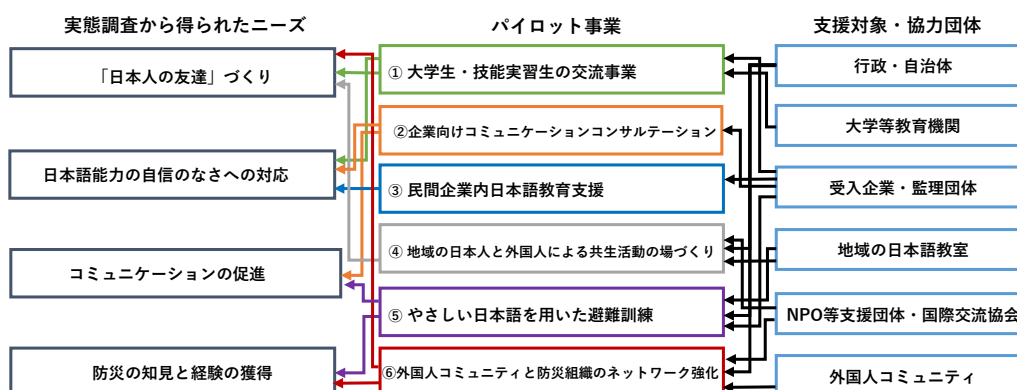 実態調査から得られたニーズ
パイロット事業
支援対象・協力団体
「日本人の友達」づくり
日本語能力の自信のなさへの対応
コミュニケーションの促進
防災の知見と経験の獲得
① 大学生・技能実習生の交流事業
②企業向けコミュニケーションコンサルテーション
③ 民間企業内日本語教育支援
④ 地域の日本人と外国人による共生活動の場づくり
⑤ やさしい日本語を用いた避難訓練
⑥外国人コミュニティと防災組織のネットワーク強化
行政・自治体
大学等教育機関
受入企業・監理団体
地域の日本語教室
NPO等支援団体・国際交流協会
外国人コミュニティ